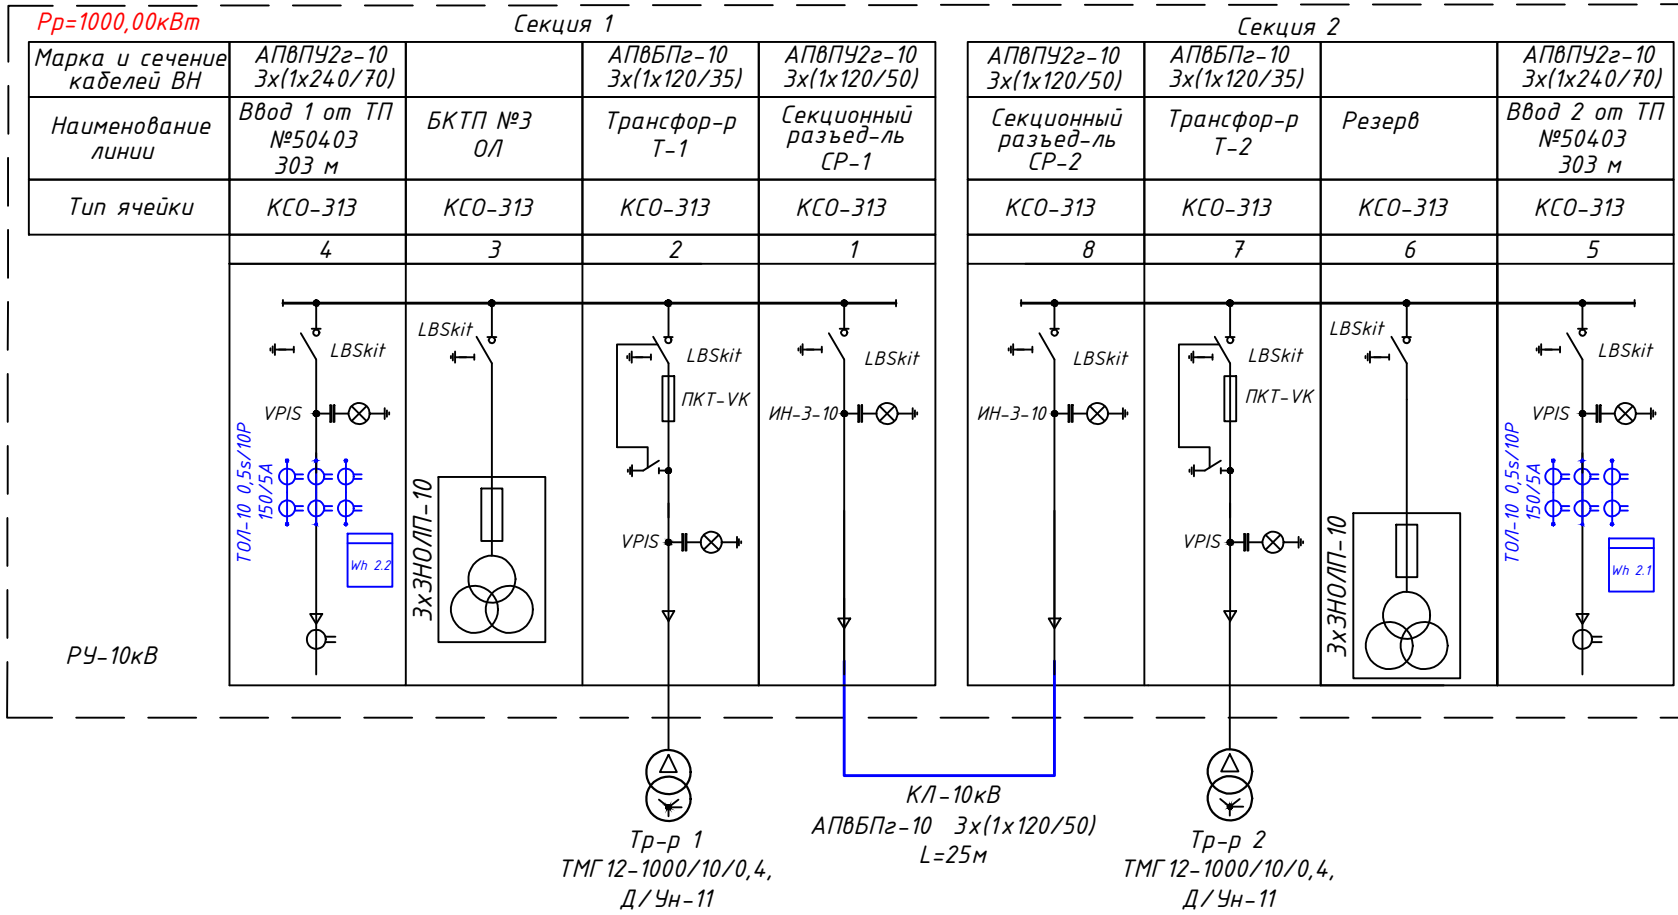 Рр=1000,00кВт
Секция 1
Секция 2
Марка и сечение
кабелей ВН
АПвПУ2г-10
3х(1х240/70)
АПвБПг-10
3х(1х120/35)
АПвПУ2г-10
3х(1х120/50)
АПвПУ2г-10
3х(1х120/50)
АПвБПг-10
3х(1х120/35)
АПвПУ2г-10
3х(1х240/70)
Наименование
линии
Ввод 1 от ТП
№50403
303 м
БКТП №3
ОЛ
Трансфор-р
Т-1
Секционный
разъед-ль
СР-1
Секционный
разъед-ль
СР-2
Трансфор-р
Т-2
Резерв
Ввод 2 от ТП
№50403
303 м
Тип ячейки
КСО-313
КСО-313
КСО-313
КСО-313
КСО-313
КСО-313
КСО-313
КСО-313
4
3
2
1
8
7
6
5
LBSkit
LBSkit
LBSkit
LBSkit
LBSkit
LBSkit
LBSkit
LBSkit
ПКТ-VK
ПКТ-VK
VPIS
ИН-3-10
ИН-3-10
VPIS
ТОЛ-10 0,5s/10Р
150/5А
3х3НОЛП-10
ТОЛ-10 0,5s/10Р
150/5А
3х3НОЛП-10
VPIS
VPIS
Wh 2.2
Wh 2.1
РУ-10кВ
КЛ-10кВ
АПвБПг-10 3х(1х120/50)
L=25м
Тр-р 1
ТМГ12-1000/10/0,4,
Д/Ун-11
Тр-р 2
ТМГ12-1000/10/0,4,
Д/Ун-11